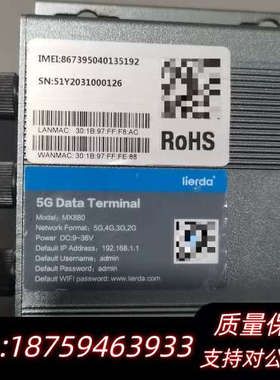 IMEI:867395040135192
SN:51Y2031000126
LANMAC: 30:1B:97:FF:F8:AC
WANMAC: 30:1B:97:FF:FE:88
RoHS
lierda
5G Data Terminal
Model: MX880
Network Format: 5G,4G,3G,2G
Power: DC:9~36V
Default IP Address: 192.168.1.1
Default Username: admin
Default Password: admin
Default WIFI password: www.lierda.com
质量保
:18759463933
支持对公